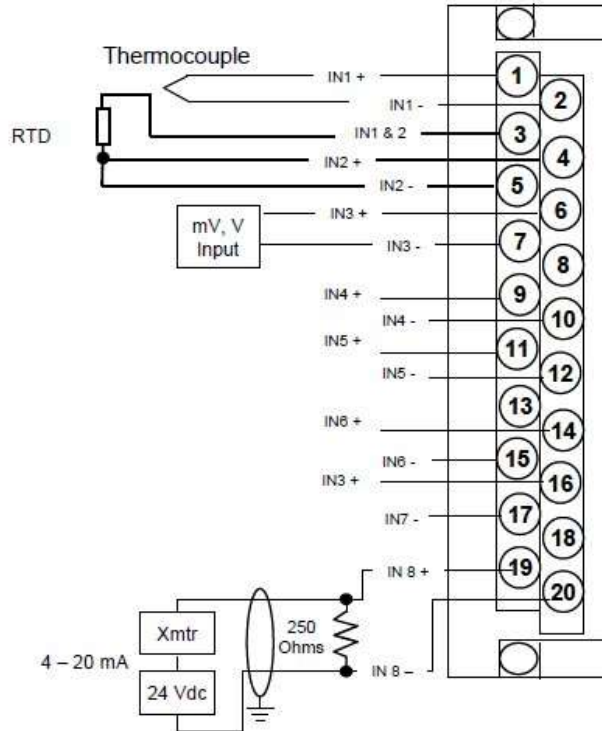 Thermocouple
IN1 +
1
IN1 -
2
RTD
IN1 & 2
3
IN2 +
4
IN2 -
5
IN3 +
6
mV, V
Input
IN3 -
7
8
IN4 +
9
IN4 -
10
IN5 +
11
IN5 -
12
13
IN6 +
14
IN6 -
15
IN3 +
16
IN7 -
17
18
IN 8 +
19
20
Xmtr
250
Ohms
4 – 20 mA
24 Vdc
IN 8 –